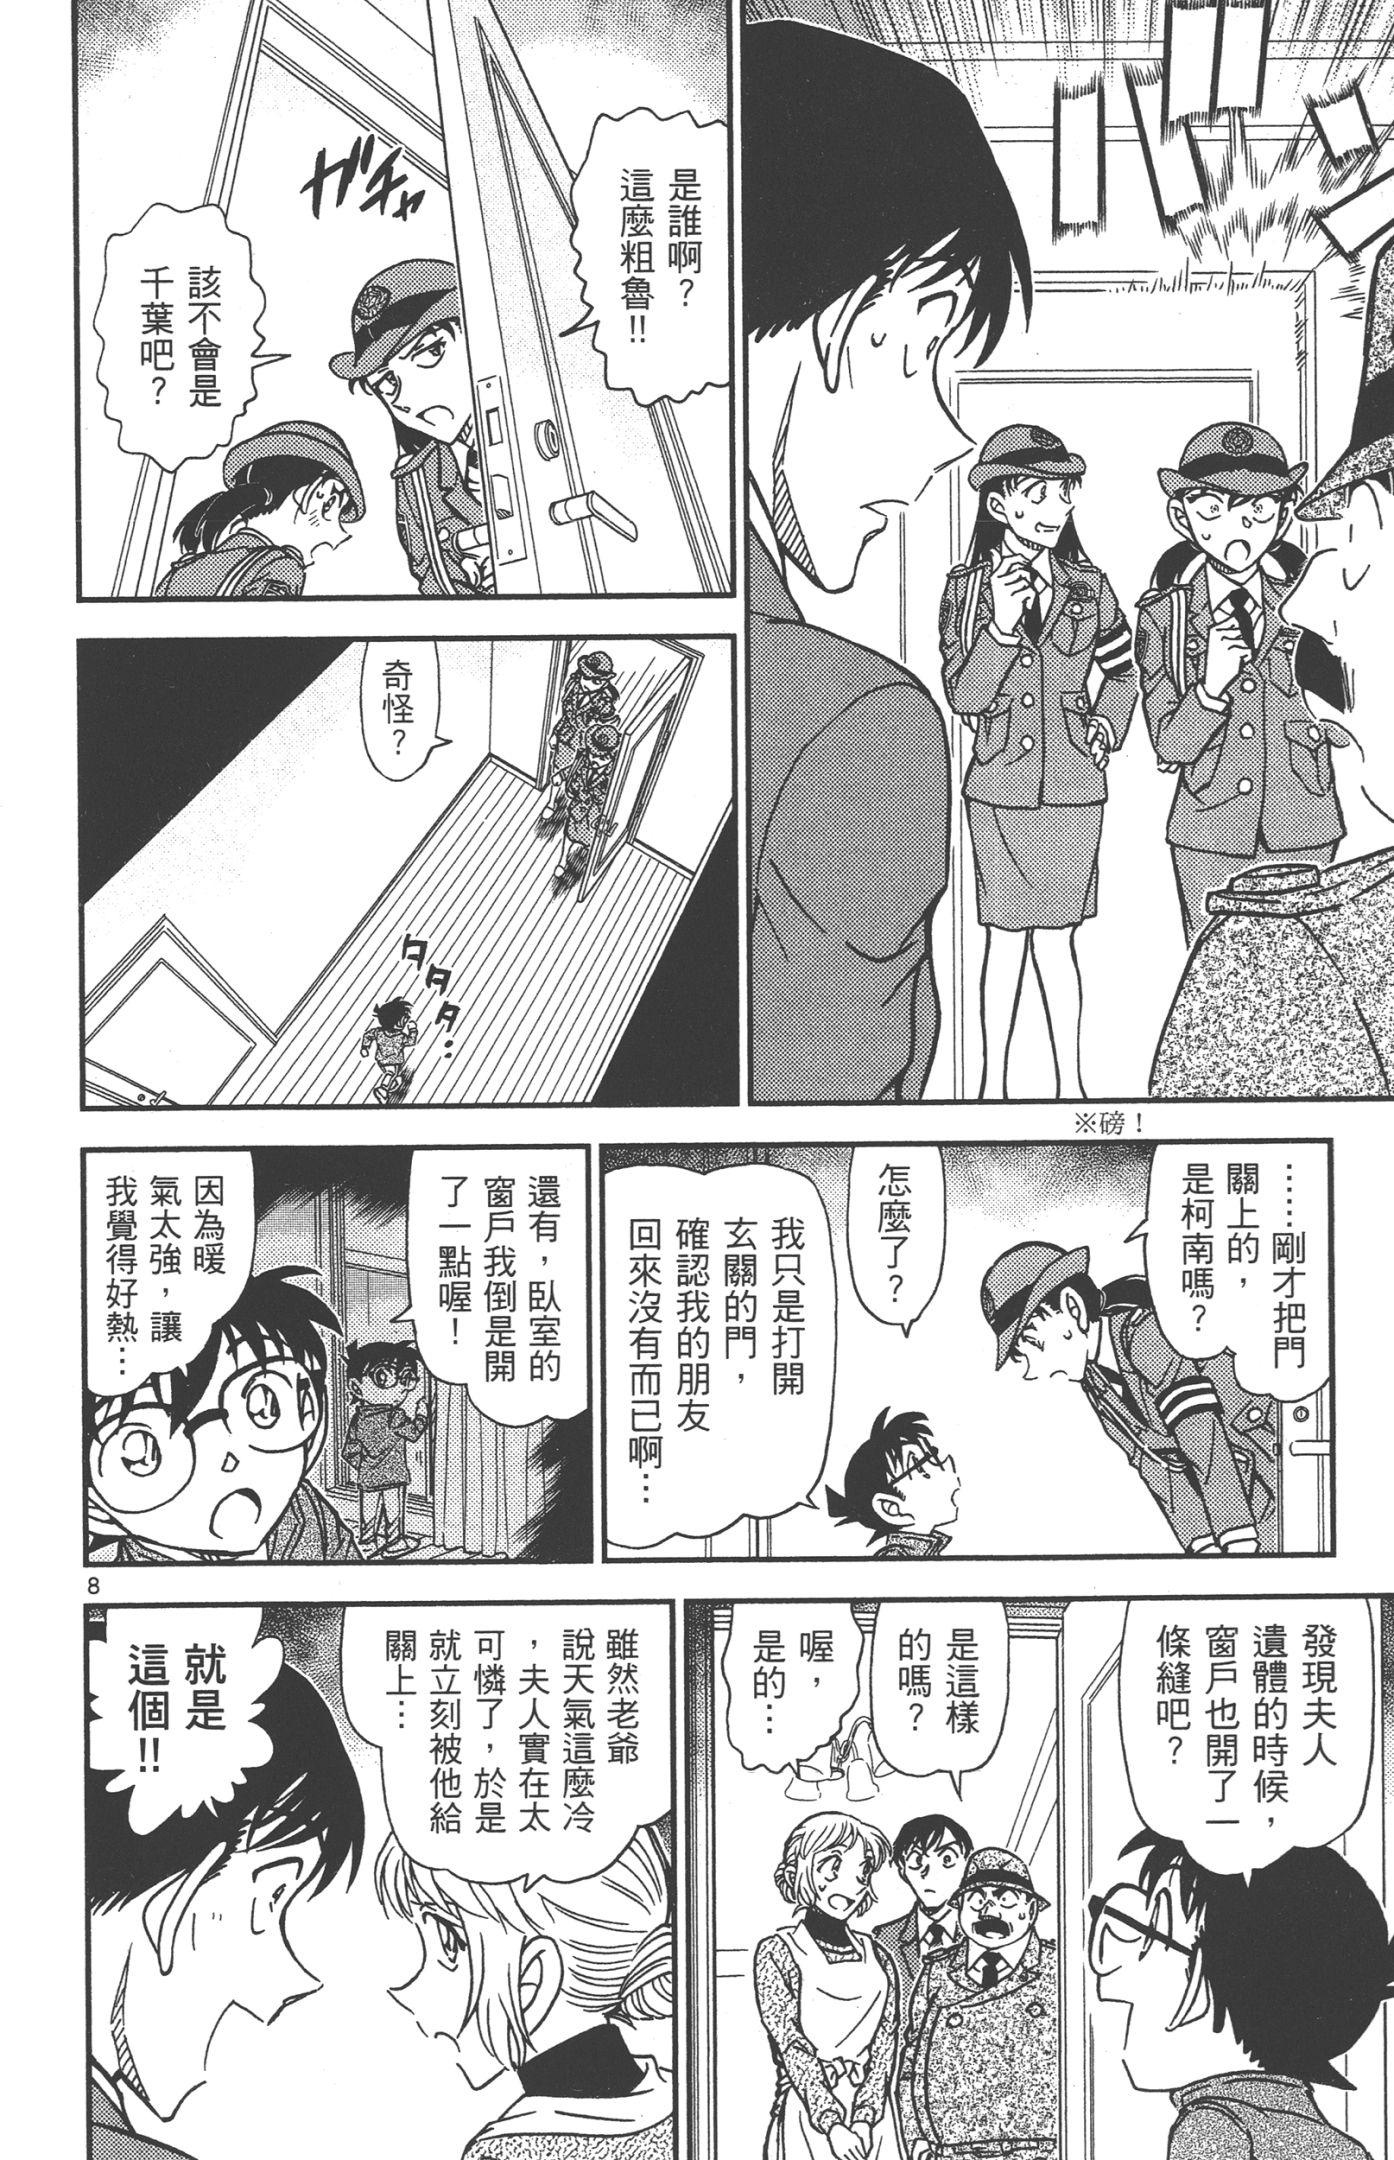 是誰啊？
這麼粗魯!!
ガチャ
該不會是
千葉吧？
奇怪？
タタタ…
※磅！
……剛才把門
關上的，
是柯南嗎？
怎麼了？
我只是打開
玄關的門，
確認我的朋友
回來沒有而已啊…
還有，臥室的
窗戶我倒是開
了一點喔！
因為暖
氣太強，讓
我覺得好熱…
8
發現夫人
遺體的時候，
窗戶也開了一
條縫吧？
是這樣
的嗎？
喔，
是的…
雖然老爺
說天氣這麼冷
，夫人實在太
可憐了，於是
就立刻被他給
關上…
就是
這個!!